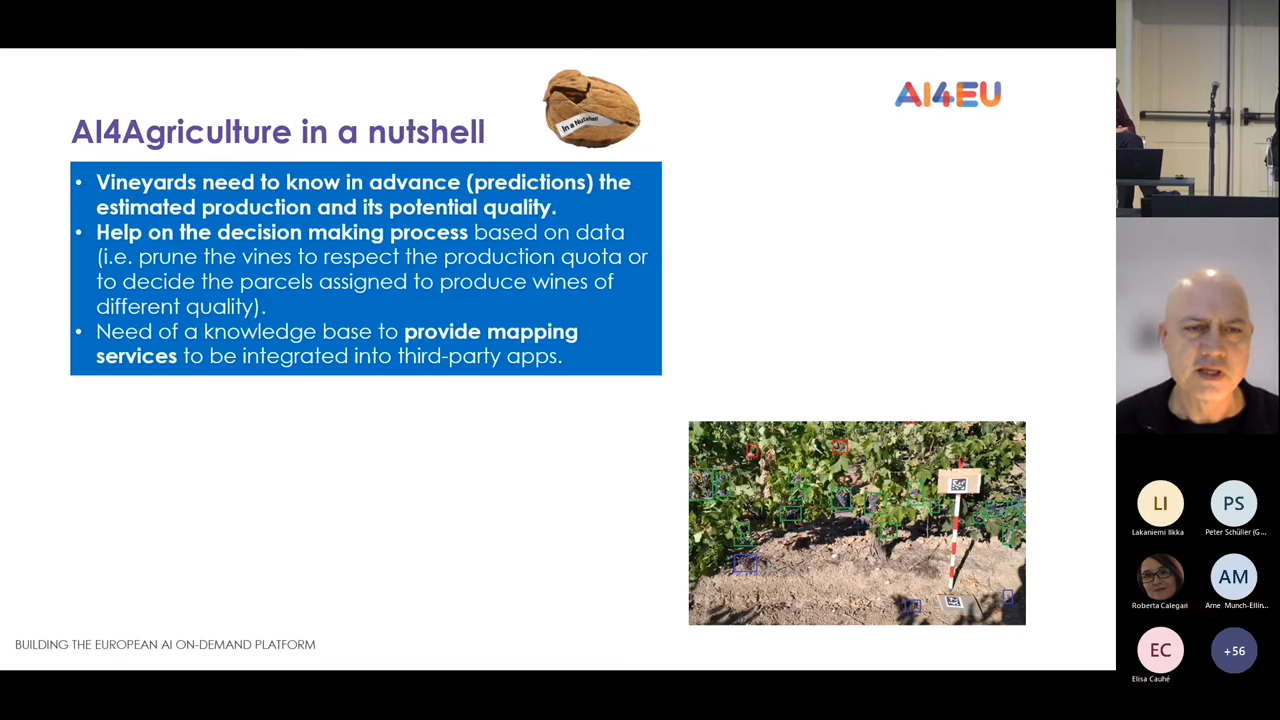 AI4EU
In a Nutshell
AI4Agriculture in a nutshell
• Vineyards need to know in advance (predictions) the
estimated production and its potential quality.
• Help on the decision making process based on data
(i.e. prune the vines to respect the production quota or
to decide the parcels assigned to produce wines of
different quality).
• Need of a knowledge base to provide mapping
services to be integrated into third-party apps.
BUILDING THE EUROPEAN AI ON-DEMAND PLATFORM
LI
PS
Lakaniemi Ilkka
Peter Schüller (G...
AM
Roberta Calegari
Arne Munch-Ellin...
EC
+56
Elisa Cauhé